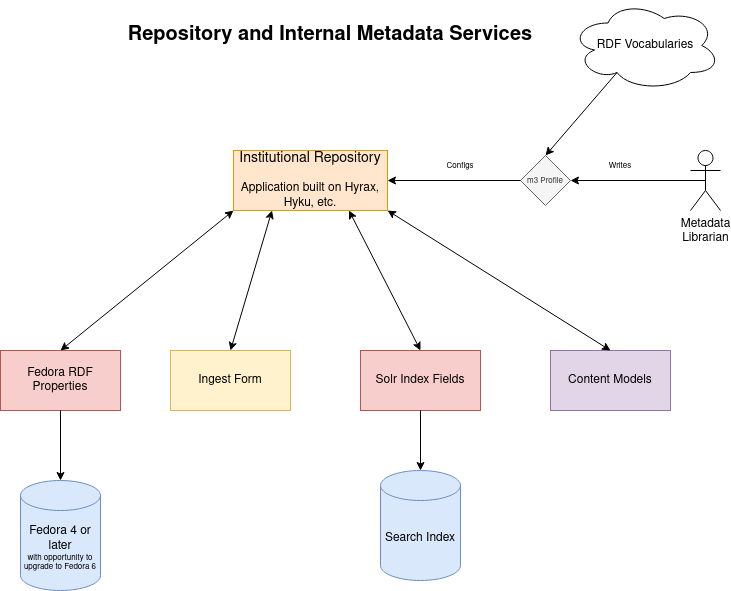 Repository and Internal Metadata Services
RDF Vocabularies
Institutional Repository
Application built on Hyrax,
Hyku, etc.
Configs
m3 Profile
Writes
Metadata
Librarian
Fedora RDF
Properties
Ingest Form
Solr Index Fields
Content Models
Fedora 4 or
later
with opportunity to
upgrade to Fedora 6
Search Index